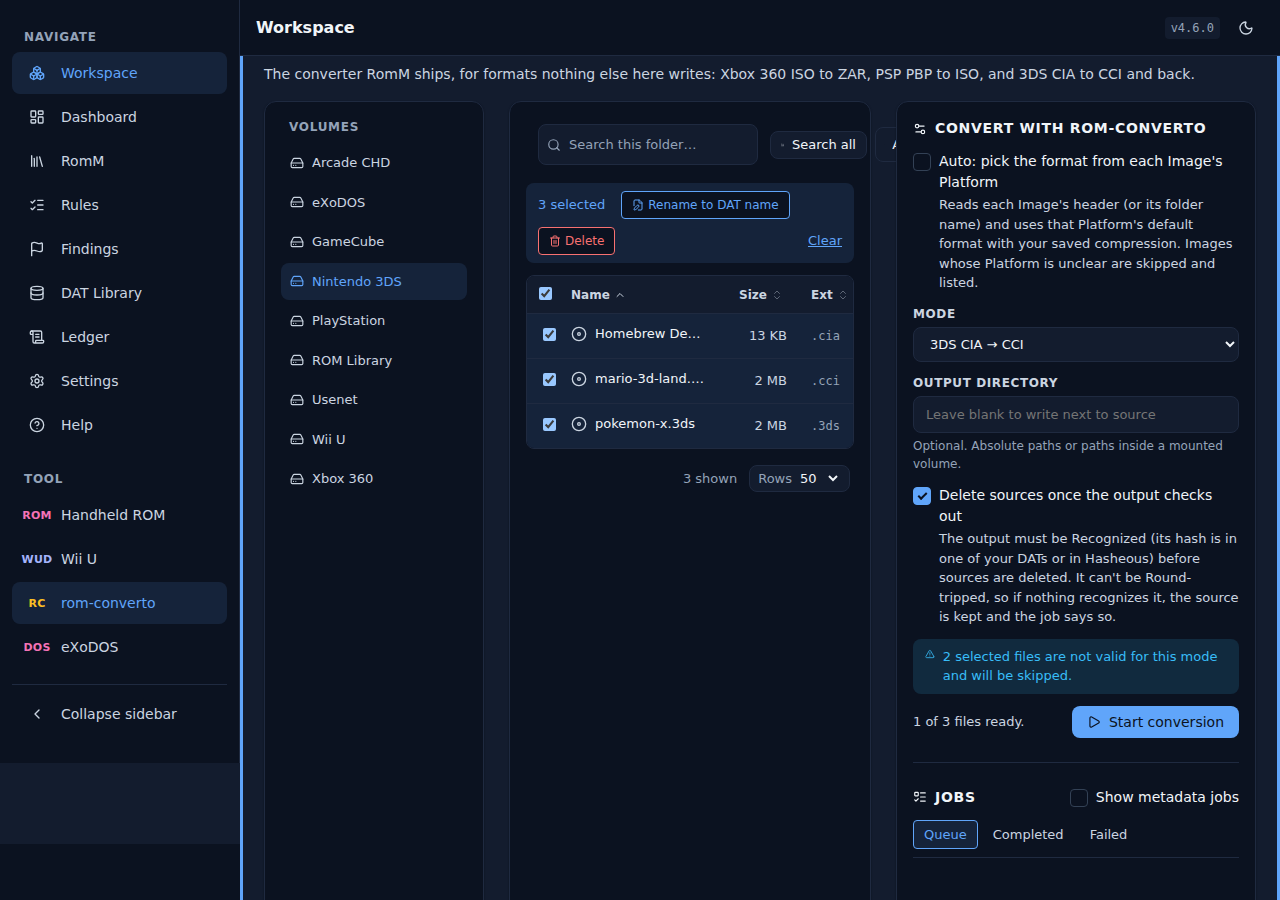 NAVIGATE
Workspace
Dashboard
RomM
Rules
Findings
DAT Library
Ledger
Settings
Help
TOOL
ROM Handheld ROM
WUD Wii U
RC rom-converto
DOS eXoDOS
Collapse sidebar
Workspace
v4.6.0
The converter RomM ships, for formats nothing else here writes: Xbox 360 ISO to ZAR, PSP PBP to ISO, and 3DS CIA to CCI and back.
VOLUMES
Arcade CHD
eXoDOS
GameCube
Nintendo 3DS
PlayStation
ROM Library
Usenet
Wii U
Xbox 360
Search this folder…
Search all
3 selected
Rename to DAT name
Delete
Clear
Name
Size
Ext
Homebrew De… 13 KB .cia
mario-3d-land.… 2 MB .cci
pokemon-x.3ds 2 MB .3ds
3 shown
Rows 50
CONVERT WITH ROM-CONVERTO
Auto: pick the format from each Image's
Platform
Reads each Image's header (or its folder
name) and uses that Platform's default
format with your saved compression. Images
whose Platform is unclear are skipped and
listed.
MODE
3DS CIA → CCI
OUTPUT DIRECTORY
Leave blank to write next to source
Optional. Absolute paths or paths inside a mounted
volume.
Delete sources once the output checks
out
The output must be Recognized (its hash is in
one of your DATs or in Hasheous) before
sources are deleted. It can't be Round-
tripped, so if nothing recognizes it, the source
is kept and the job says so.
2 selected files are not valid for this mode
and will be skipped.
1 of 3 files ready.
Start conversion
JOBS
Show metadata jobs
Queue
Completed
Failed